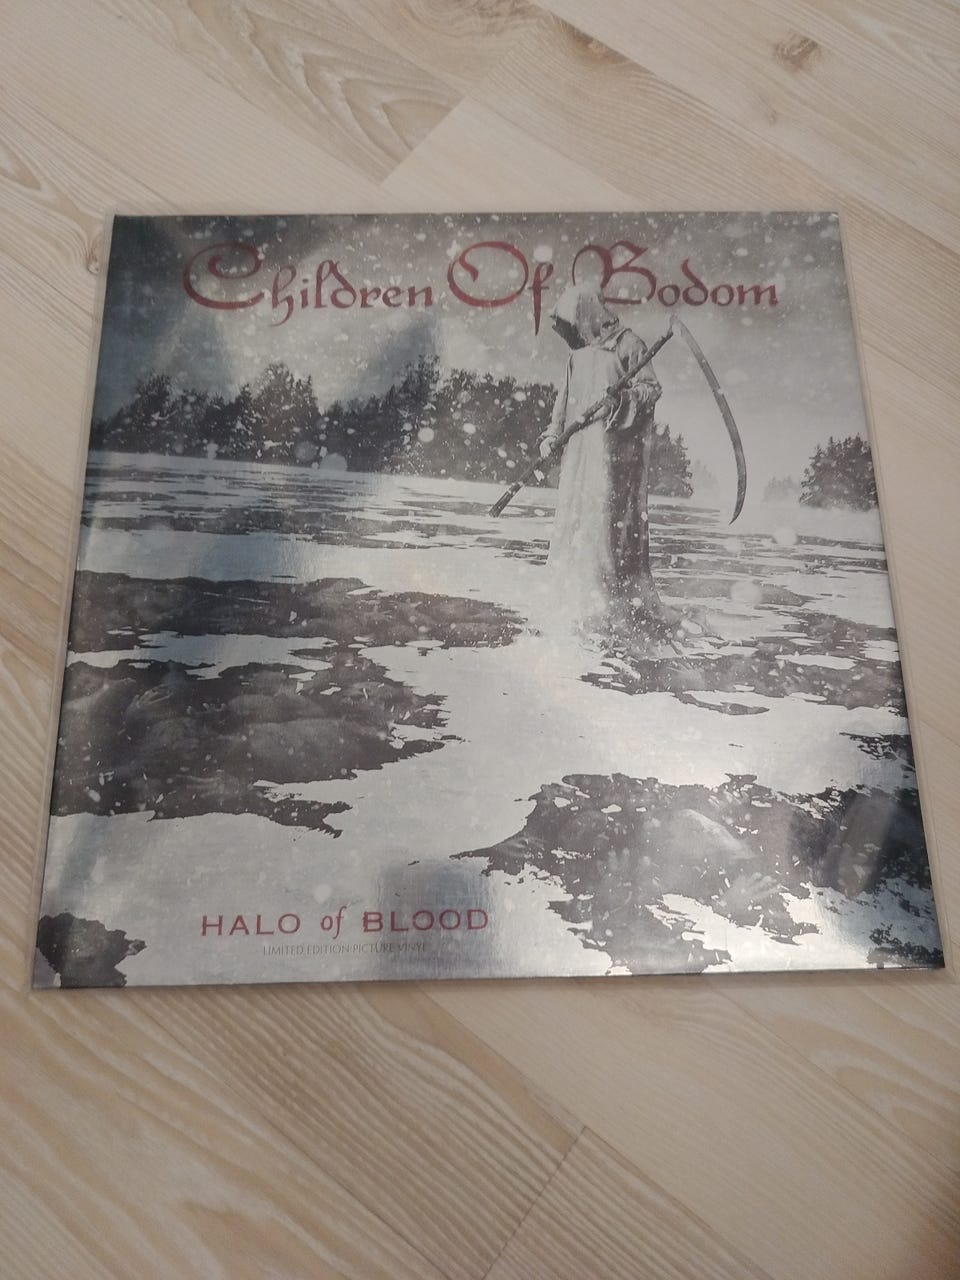 Children Of Bodom
HALO of BLOOD
LIMITED EDITION PICTURE VINYL